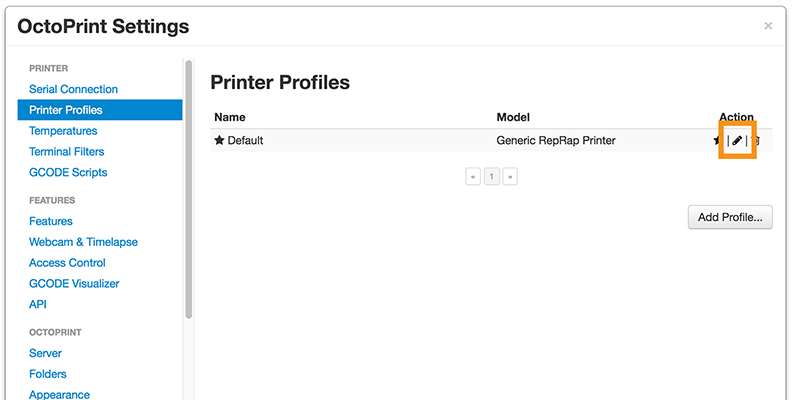 OctoPrint Settings
×
PRINTER
Serial Connection
Printer Profiles
Temperatures
Terminal Filters
GCODE Scripts
FEATURES
Features
Webcam & Timelapse
Access Control
GCODE Visualizer
API
OCTOPRINT
Server
Folders
Appearance
Printer Profiles
Name Model Action
Default Generic RepRap Printer | |
« 1 »
Add Profile...